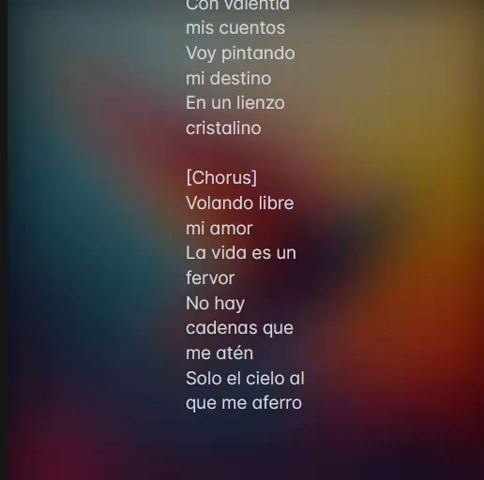 Con valentía
mis cuentos
Voy pintando
mi destino
En un lienzo
cristalino
[Chorus]
Volando libre
mi amor
La vida es un
fervor
No hay
cadenas que
me atén
Solo el cielo al
que me aferro